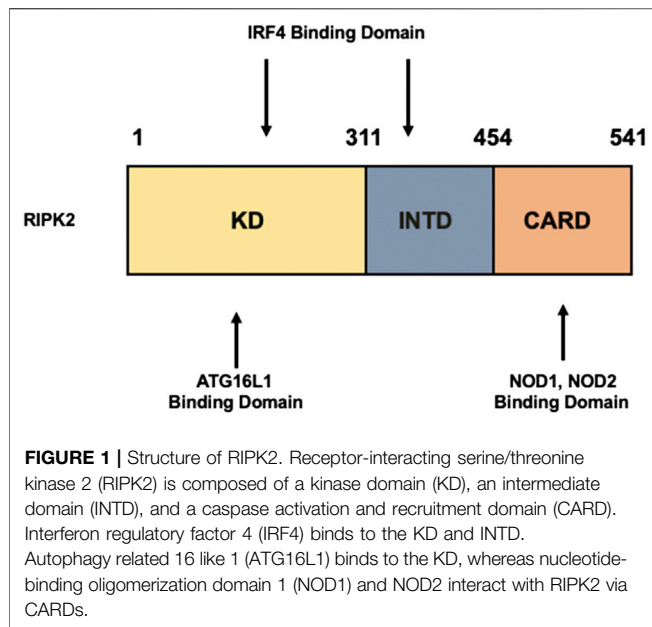 IRF4 Binding Domain
1 311 454 541
RIPK2 KD INTD CARD
ATG16L1 NOD1, NOD2
Binding Domain Binding Domain
FIGURE 1 | Structure of RIPK2. Receptor-interacting serine/threonine
kinase 2 (RIPK2) is composed of a kinase domain (KD), an intermediate
domain (INTD), and a caspase activation and recruitment domain (CARD).
Interferon regulatory factor 4 (IRF4) binds to the KD and INTD.
Autophagy related 16 like 1 (ATG16L1) binds to the KD, whereas nucleotide-
binding oligomerization domain 1 (NOD1) and NOD2 interact with RIPK2 via
CARDs.